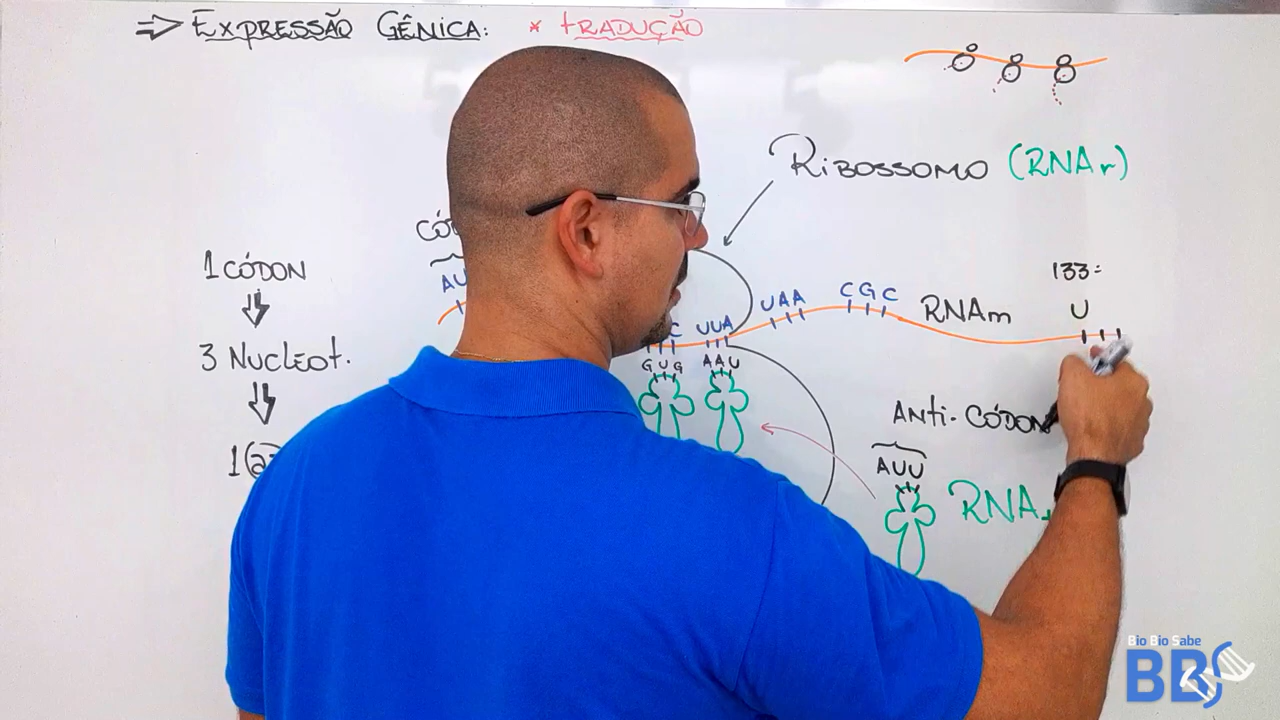 ⇒ Expressão Gênica: * tradução
Ribossomo (RNAr)
1 códon
3 Nucleot.
UAA
CGC
RNAm
133=
U
C UUA
GUG AAU
Anti-códon
AUU
Bio Bio Sabe
BBS